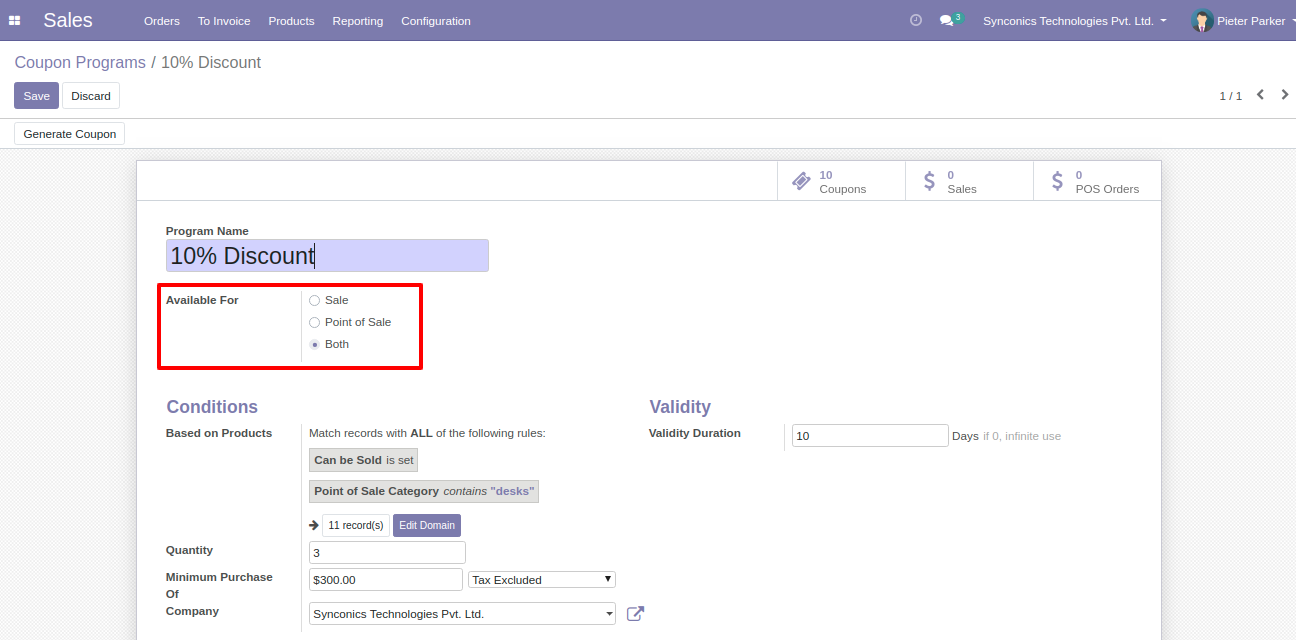 Sales Orders To Invoice Products Reporting Configuration 3 Synconics Technologies Pvt. Ltd. Pieter Parker
Coupon Programs / 10% Discount
Save Discard 1 / 1
Generate Coupon
10 Coupons
0 Sales
0 POS Orders
Program Name
10% Discount
Available For
Sale
Point of Sale
Both
Conditions
Based on Products
Match records with ALL of the following rules:
Can be Sold is set
Point of Sale Category contains "desks"
11 record(s) Edit Domain
Quantity
3
Minimum Purchase
Of
$300.00 Tax Excluded
Company
Synconics Technologies Pvt. Ltd.
Validity
Validity Duration
10 Days if 0, infinite use